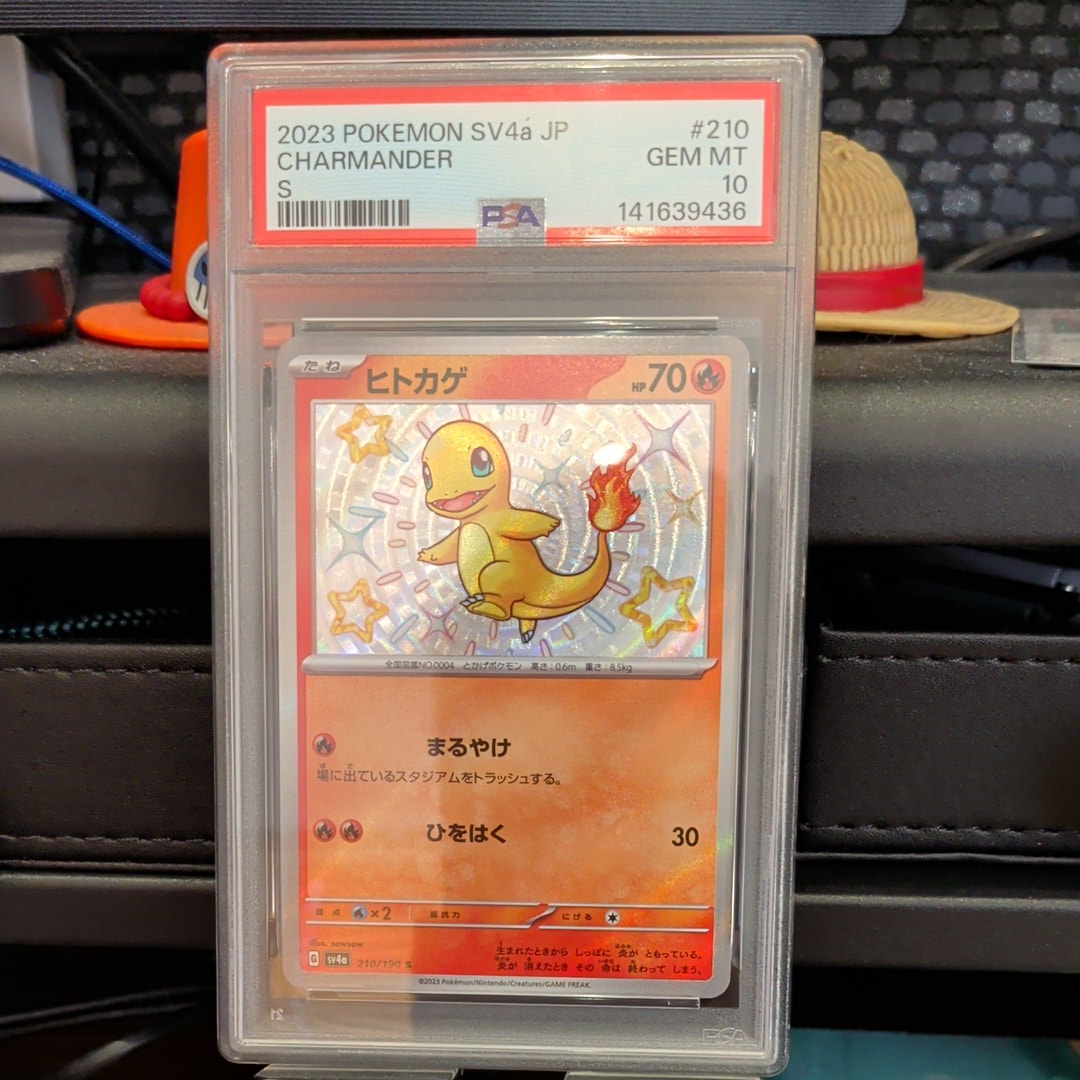 2023 POKEMON SV4á JP #210
CHARMANDER GEM MT
S 10
PSA 141639436
たね ヒトカゲ HP 70
全国図鑑NO.0004 とかげポケモン 高さ:0.6m 重さ:8.5kg
まるやけ
場に出ているスタジアムをトラッシュする。
ひをはく 30
弱点 ×2 抵抗力 にげる
illus. sowsow
生まれたときから しっぽに 炎が ともっている。
G sv4a 210/190 S 炎が 消えたとき その 命は 終わって しまう。
©2023 Pokémon/Nintendo/Creatures/GAME FREAK.
PSA